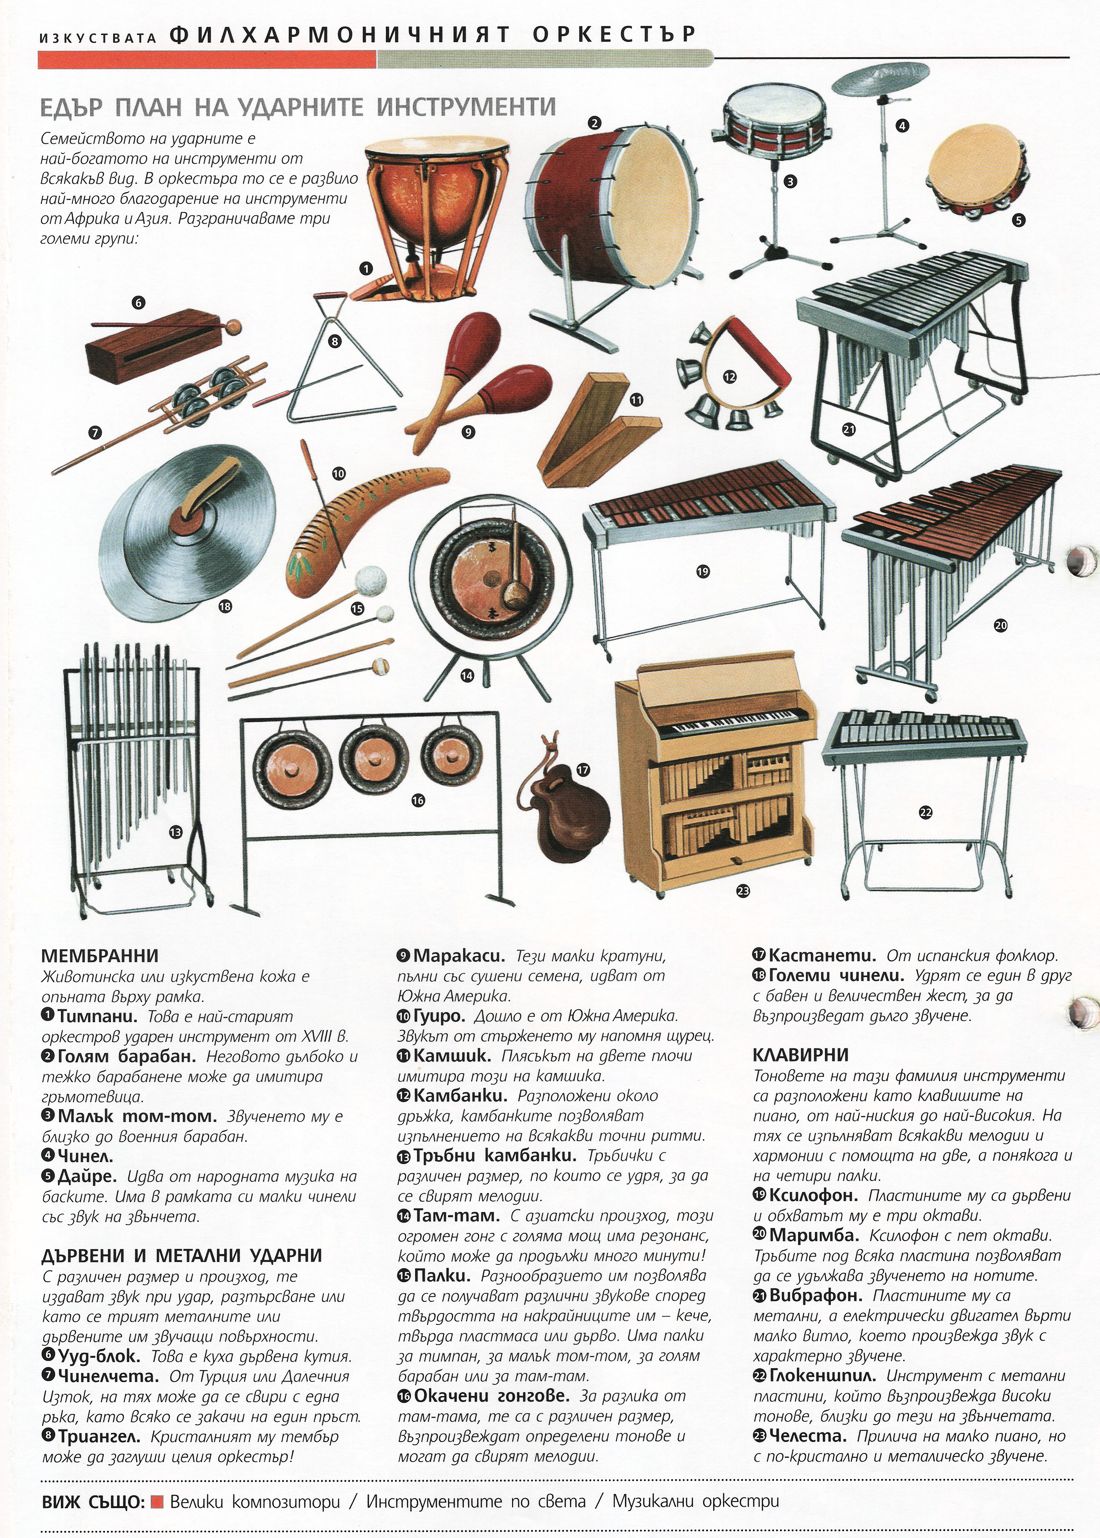 ИЗКУСТВАТА ФИЛХАРМОНИЧНИЯТ ОРКЕСТЪР
ЕДЪР ПЛАН НА УДАРНИТЕ ИНСТРУМЕНТИ
Семейството на ударните е
най-богатото на инструменти от
всякакъв вид. В оркестъра то се е развило
най-много благодарение на инструменти
от Африка и Азия. Разграничаваме три
големи групи:
1
2
3
4
5
6
7
8
9
10
11
12
21
18
15
14
19
20
13
16
17
23
22
МЕМБРАННИ
Животинска или изкуствена кожа е
опъната върху рамка.
1 Тимпани. Това е най-старият
оркестров ударен инструмент от XVIII в.
2 Голям барабан. Неговото дълбоко и
тежко барабанене може да имитира
гръмотевица.
3 Малък том-том. Звученето му е
близко до военния барабан.
4 Чинел.
5 Дайре. Идва от народната музика на
баските. Има в рамката си малки чинели
със звук на звънчета.
ДЪРВЕНИ И МЕТАЛНИ УДАРНИ
С различен размер и произход, те
издават звук при удар, разтърсване или
като се трият металните или
дървените им звучащи повърхности.
6 Ууд-блок. Това е куха дървена кутия.
7 Чинелчета. От Турция или Далечния
Изток, на тях може да се свири с една
ръка, като всяко се закачи на един пръст.
8 Триангел. Кристалният му тембър
може да заглуши целия оркестър!
9 Маракаси. Тези малки кратуни,
пълни със сушени семена, идват от
Южна Америка.
10 Гуиро. Дошло е от Южна Америка.
Звукът от стърженето му напомня щурец.
11 Камшик. Плясъкът на двете плочи
имитира този на камшика.
12 Камбанки. Разположени около
дръжка, камбанките позволяват
изпълнението на всякакви точни ритми.
13 Тръбни камбанки. Тръбички с
различен размер, по които се удря, за да
се свирят мелодии.
14 Там-там. С азиатски произход, този
огромен гонг с голяма мощ има резонанс,
който може да продължи много минути!
15 Палки. Разнообразието им позволява
да се получават различни звукове според
твърдостта на накрайниците им – кече,
твърда пластмаса или дърво. Има палки
за тимпан, за малък том-том, за голям
барабан или за там-там.
16 Окачени гонгове. За разлика от
там-тама, те са с различен размер,
възпроизвеждат определени тонове и
могат да свирят мелодии.
17 Кастанети. От испанския фолклор.
18 Големи чинели. Удрят се един в друг
с бавен и величествен жест, за да
възпроизведат дълго звучене.
КЛАВИРНИ
Тоновете на тази фамилия инструменти
са разположени като клавишите на
пиано, от най-ниския до най-високия. На
тях се изпълняват всякакви мелодии и
хармонии с помощта на две, а понякога и
на четири палки.
19 Ксилофон. Пластините му са дървени
и обхватът му е три октави.
20 Маримба. Ксилофон с пет октави.
Тръбите под всяка пластина позволяват
да се удължава звученето на нотите.
21 Вибрафон. Пластините му са
метални, а електрически двигател върти
малко витло, което произвежда звук с
характерно звучене.
22 Глокеншпил. Инструмент с метални
пластини, който възпроизвежда високи
тонове, близки до тези на звънчетата.
23 Челеста. Прилича на малко пиано, но
с по-кристално и металическо звучене.
ВИЖ СЪЩО: Велики композитори / Инструментите по света / Музикални оркестри